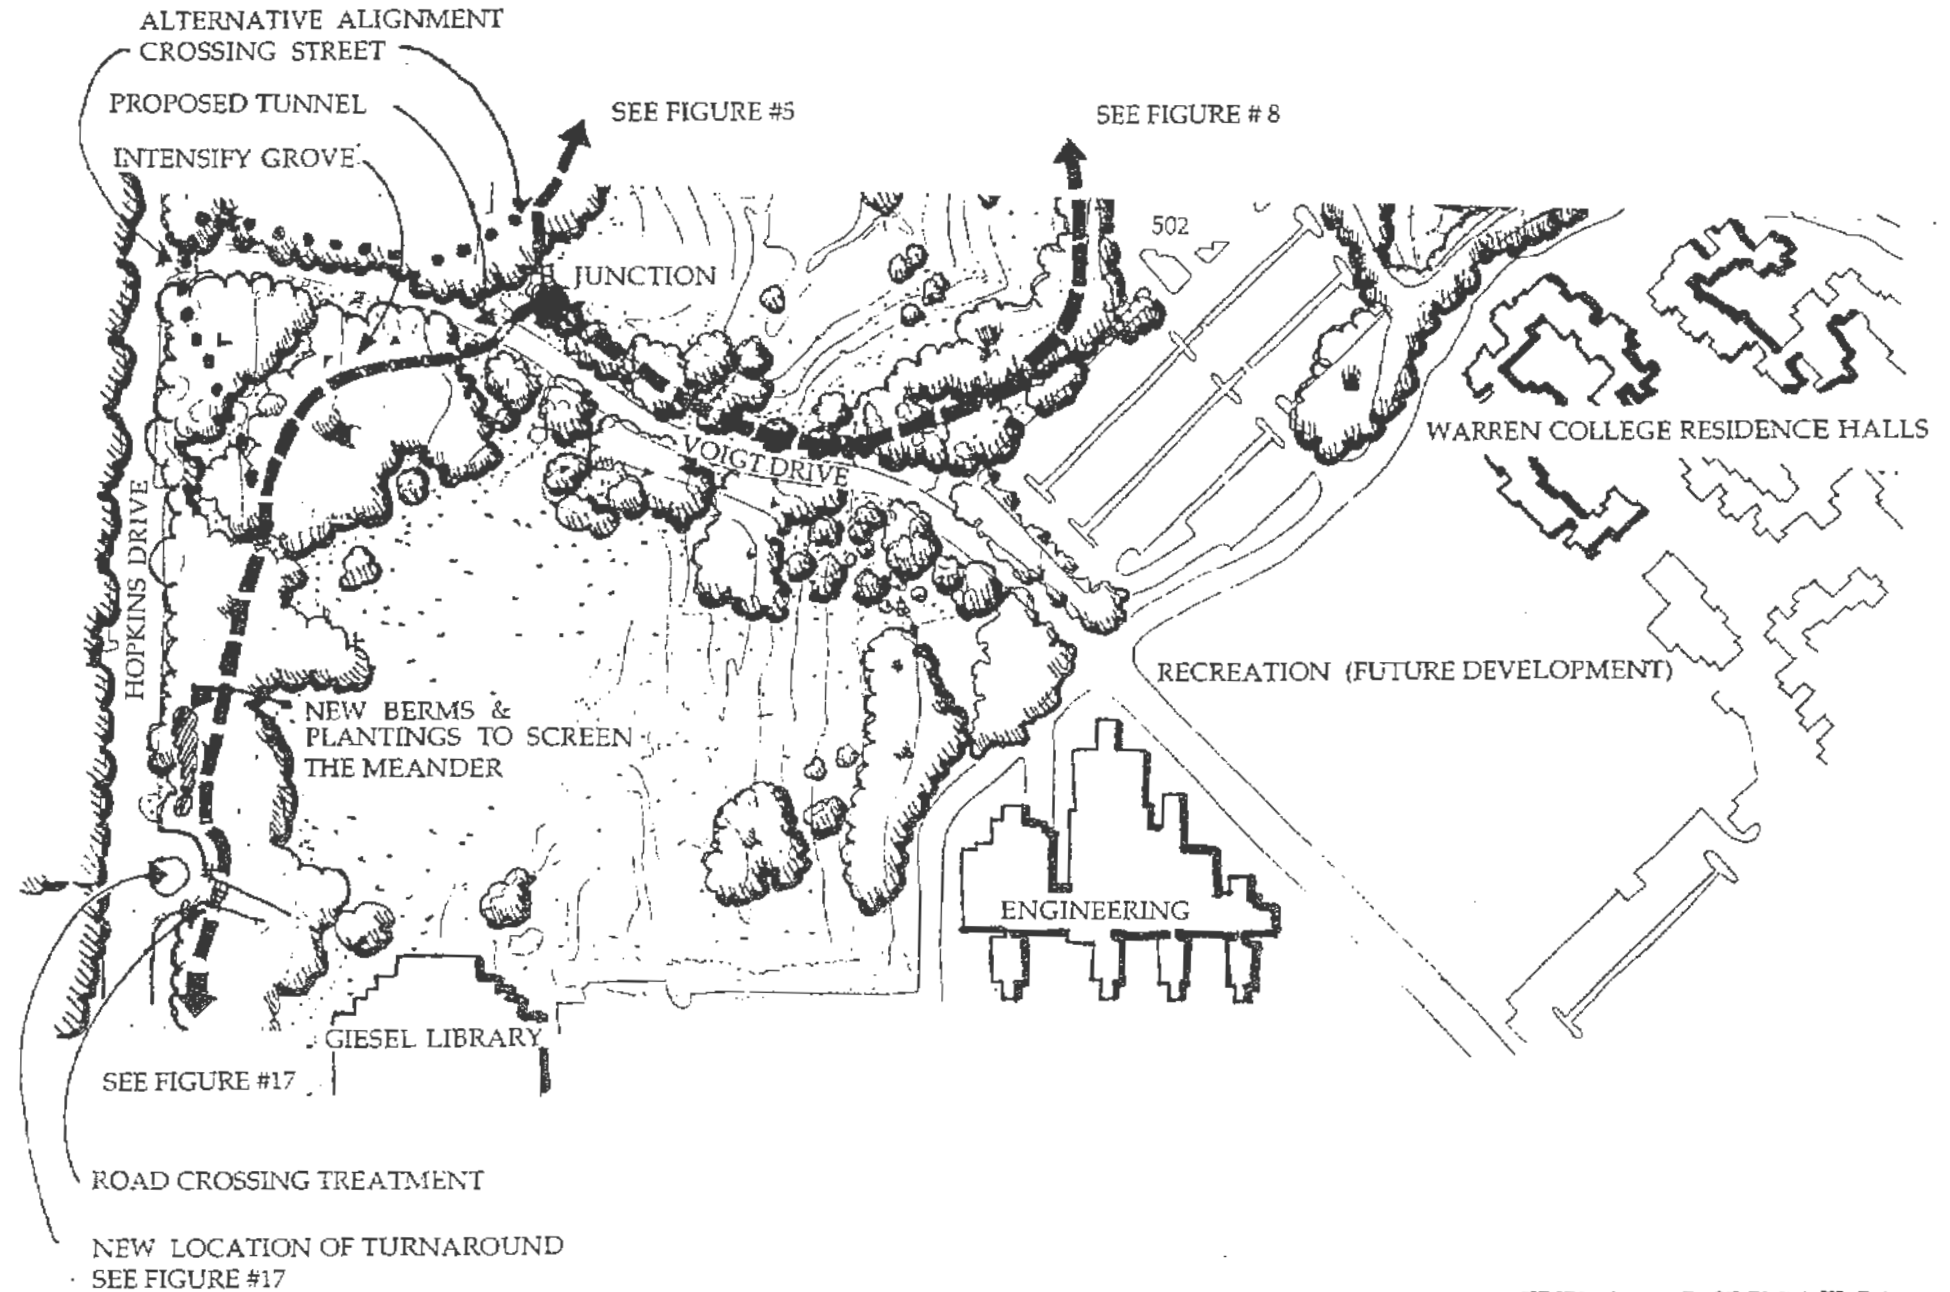 ALTERNATIVE ALIGNMENT
CROSSING STREET
PROPOSED TUNNEL
INTENSIFY GROVE
SEE FIGURE #5
SEE FIGURE # 8
502
JUNCTION
WARREN COLLEGE RESIDENCE HALLS
VOIGT DRIVE
HOPKINS DRIVE
RECREATION (FUTURE DEVELOPMENT)
NEW BERMS &
PLANTINGS TO SCREEN
THE MEANDER
ENGINEERING
GIESEL LIBRARY
SEE FIGURE #17
ROAD CROSSING TREATMENT
NEW LOCATION OF TURNAROUND
SEE FIGURE #17